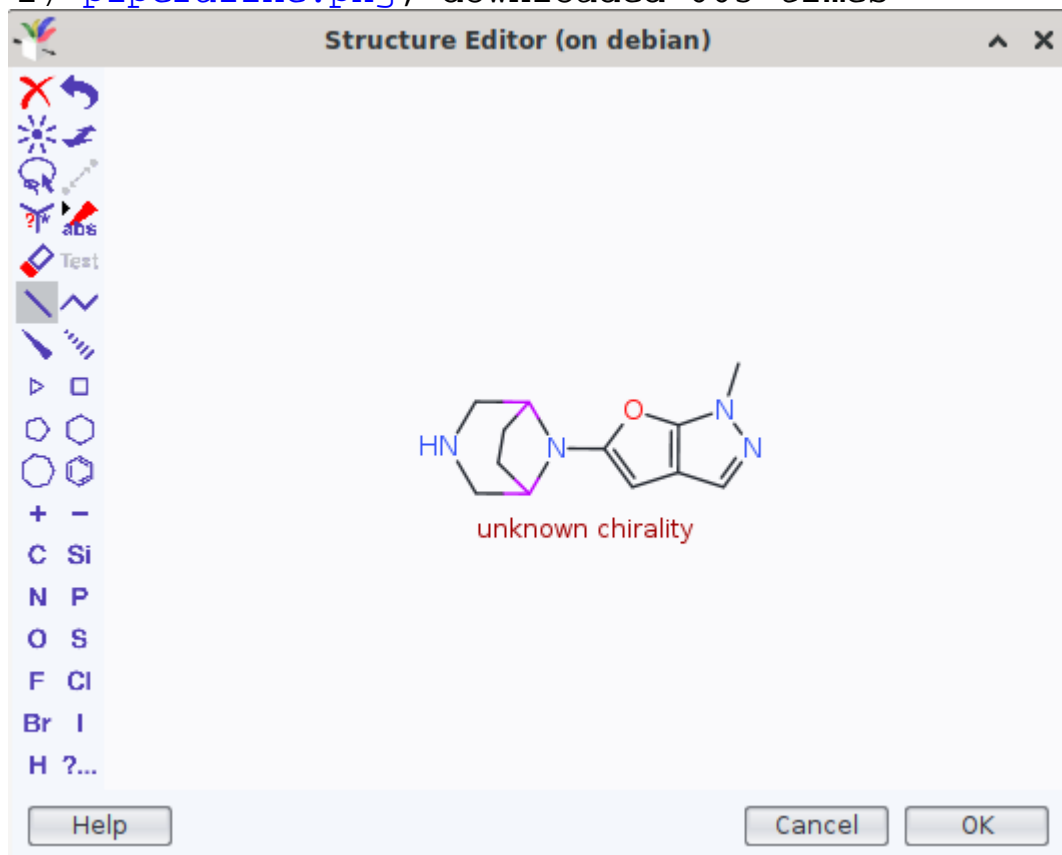 Structure Editor (on debian)
?
abs
Test
O
N
HN
N
N
unknown chirality
+ −
C Si
N P
O S
F Cl
Br I
H ?...
Help
Cancel
OK